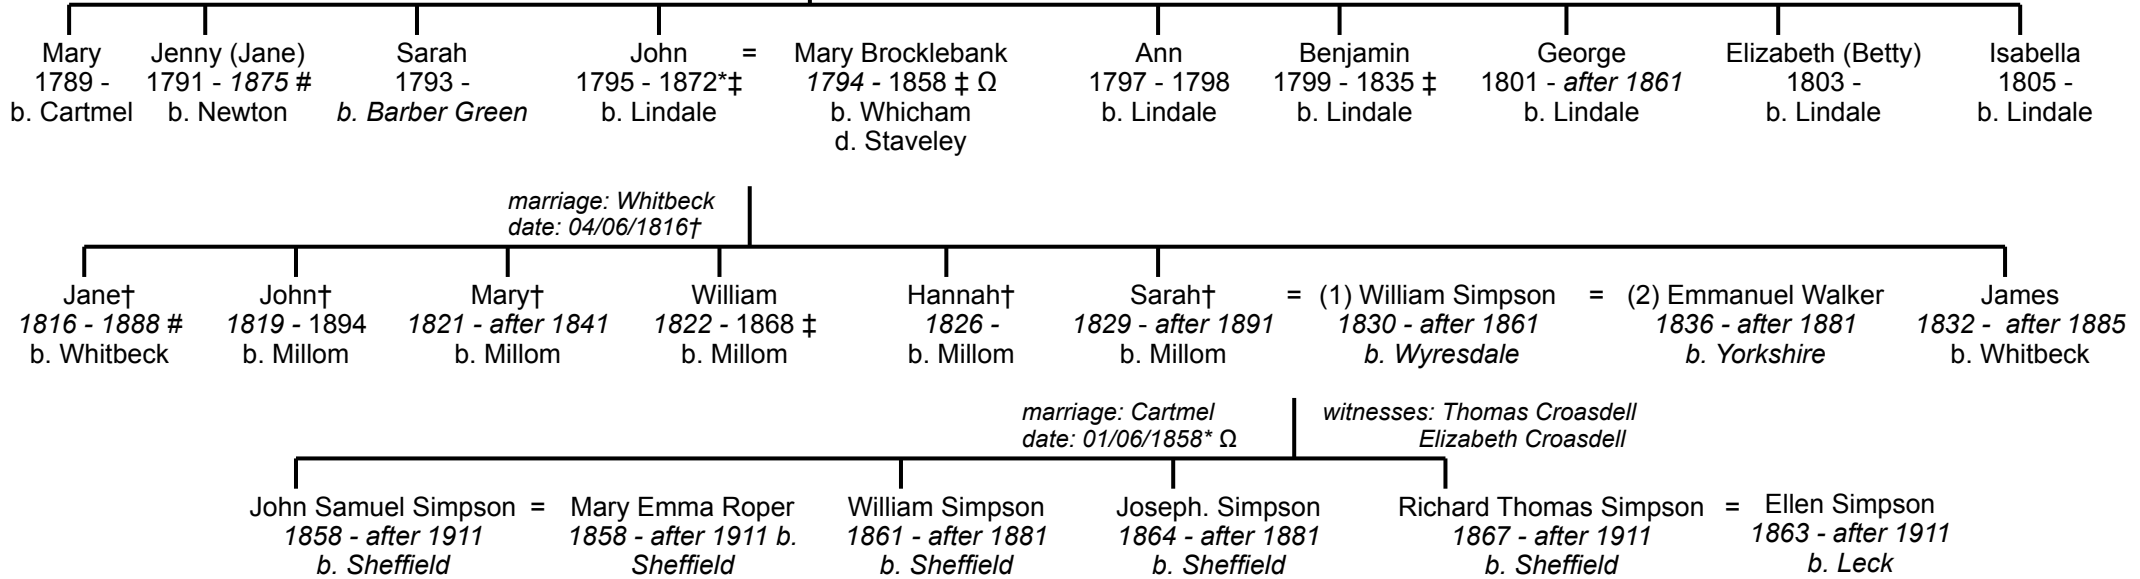 Mary
1789 -
b. Cartmel
Jenny (Jane)
1791 - 1875 #
b. Newton
Sarah
1793 -
b. Barber Green
John
1795 - 1872*‡
b. Lindale
=
Mary Brocklebank
1794 - 1858 ‡ Ω
b. Whicham
d. Staveley
Ann
1797 - 1798
b. Lindale
Benjamin
1799 - 1835 ‡
b. Lindale
George
1801 - after 1861
b. Lindale
Elizabeth (Betty)
1803 -
b. Lindale
Isabella
1805 -
b. Lindale
marriage: Whitbeck
date: 04/06/1816†
Jane†
1816 - 1888 #
b. Whitbeck
John†
1819 - 1894
b. Millom
Mary†
1821 - after 1841
b. Millom
William
1822 - 1868 ‡
b. Millom
Hannah†
1826 -
b. Millom
Sarah†
1829 - after 1891
b. Millom
=
(1) William Simpson
1830 - after 1861
b. Wyresdale
=
(2) Emmanuel Walker
1836 - after 1881
b. Yorkshire
James
1832 - after 1885
b. Whitbeck
marriage: Cartmel
date: 01/06/1858* Ω
witnesses: Thomas Croasdell
Elizabeth Croasdell
John Samuel Simpson
1858 - after 1911
b. Sheffield
=
Mary Emma Roper
1858 - after 1911 b.
Sheffield
William Simpson
1861 - after 1881
b. Sheffield
Joseph. Simpson
1864 - after 1881
b. Sheffield
Richard Thomas Simpson
1867 - after 1911
b. Sheffield
=
Ellen Simpson
1863 - after 1911
b. Leck